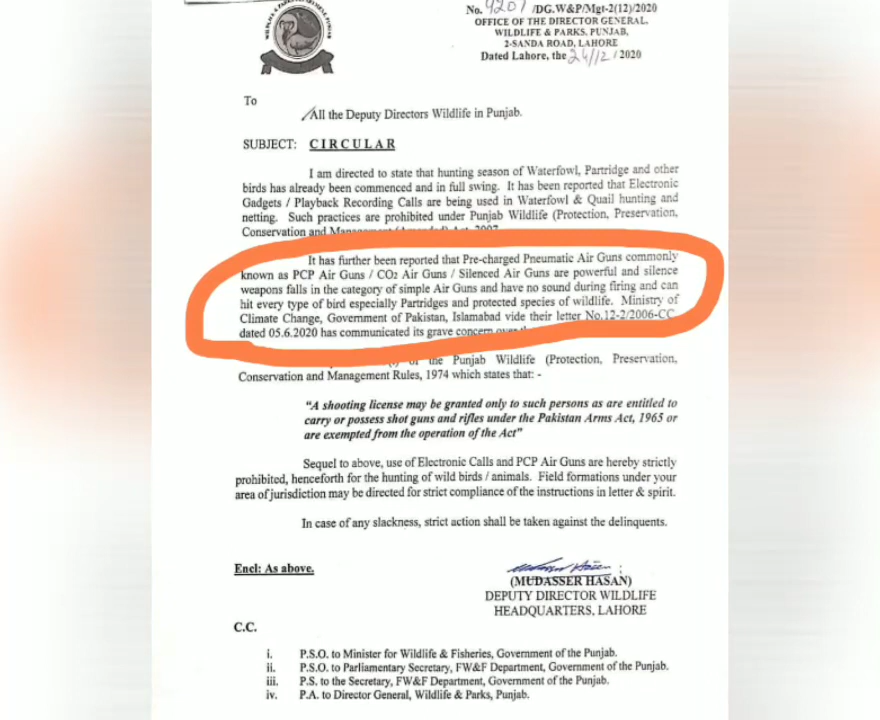 No. 9201 /DG.W&P/Mgt-2(12)/2020
OFFICE OF THE DIRECTOR GENERAL,
WILDLIFE & PARKS, PUNJAB,
2-SANDA ROAD, LAHORE
Dated Lahore, the 24/12/2020
To
All the Deputy Directors Wildlife in Punjab.
SUBJECT: CIRCULAR
I am directed to state that hunting season of Waterfowl, Partridge and other
birds has already been commenced and in full swing. It has been reported that Electronic
Gadgets / Playback Recording Calls are being used in Waterfowl & Quail hunting and
netting. Such practices are prohibited under Punjab Wildlife (Protection, Preservation,
Conservation and Management (Amended) Act, 2007
It has further been reported that Pre-charged Pneumatic Air Guns commonly
known as PCP Air Guns / CO2 Air Guns / Silenced Air Guns are powerful and silence
weapons falls in the category of simple Air Guns and have no sound during firing and can
hit every type of bird especially Partridges and protected species of wildlife. Ministry of
Climate Change, Government of Pakistan, Islamabad vide their letter No.12-2/2006-CC
dated 05.6.2020 has communicated its grave concern over
of the Punjab Wildlife (Protection, Preservation,
Conservation and Management Rules, 1974 which states that: -
"A shooting license may be granted only to such persons as are entitled to
carry or possess shot guns and rifles under the Pakistan Arms Act, 1965 or
are exempted from the operation of the Act"
Sequel to above, use of Electronic Calls and PCP Air Guns are hereby strictly
prohibited, henceforth for the hunting of wild birds / animals. Field formations under your
area of jurisdiction may be directed for strict compliance of the instructions in letter & spirit.
In case of any slackness, strict action shall be taken against the delinquents.
Encl: As above.
(MUDASSER HASAN)
DEPUTY DIRECTOR WILDLIFE
HEADQUARTERS, LAHORE
C.C.
i. P.S.O. to Minister for Wildlife & Fisheries, Government of the Punjab.
ii. P.S.O. to Parliamentary Secretary, FW&F Department, Government of the Punjab.
iii. P.S. to the Secretary, FW&F Department, Government of the Punjab.
iv. P.A. to Director General, Wildlife & Parks, Punjab.